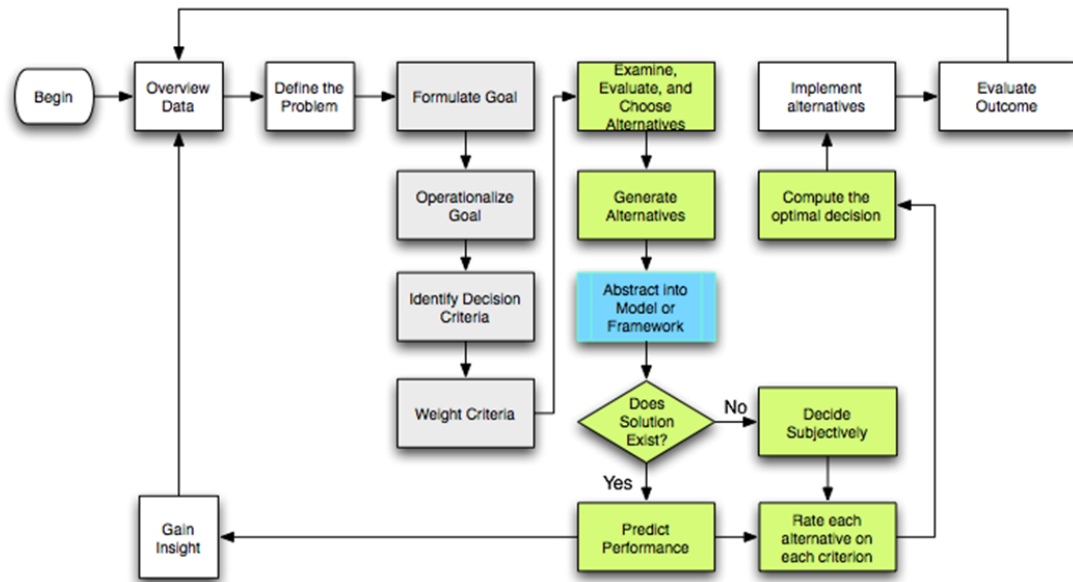 Begin
Overview
Data
Define the
Problem
Formulate Goal
Examine,
Evaluate, and
Choose
Alternatives
Implement
alternatives
Evaluate
Outcome
Operationalize
Goal
Generate
Alternatives
Compute the
optimal decision
Identify Decision
Criteria
Abstract into
Model or
Framework
Weight Criteria
Does
Solution
Exist?
No
Decide
Subjectively
Yes
Gain
Insight
Predict
Performance
Rate each
alternative on
each criterion